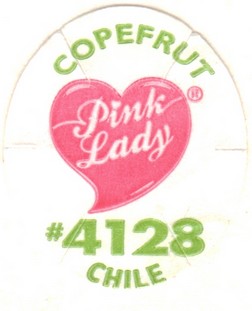 COPEFRUT
Pink
Lady
®
#4128
CHILE